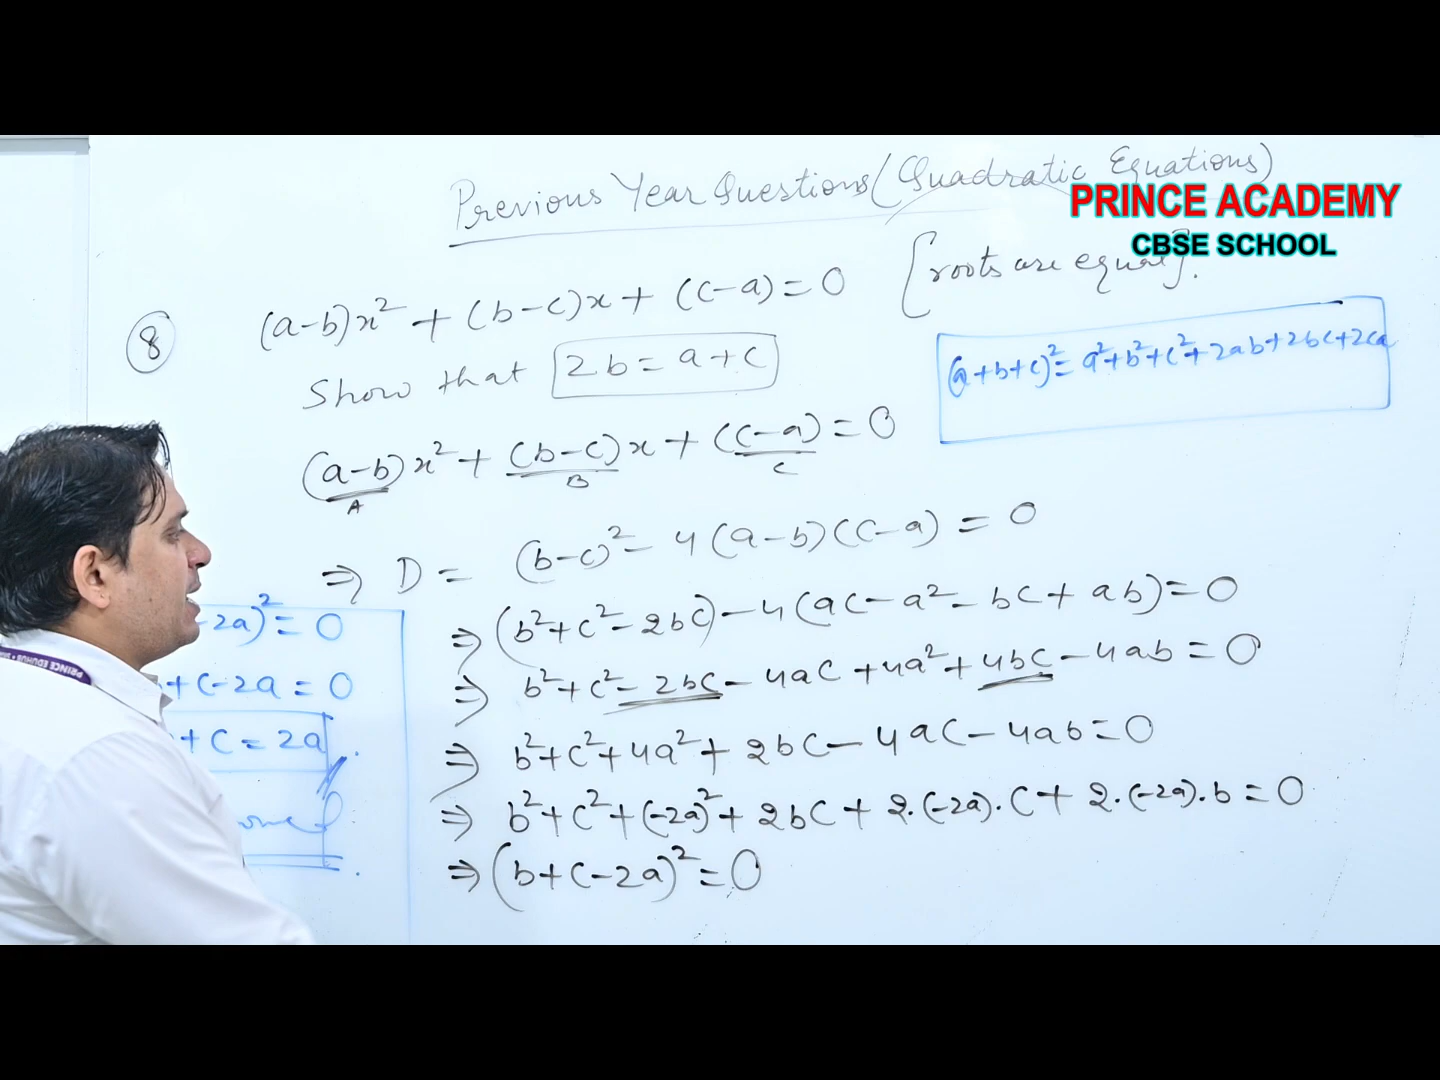 Previous Year Questions (Quadratic Equations)
PRINCE ACADEMY
CBSE SCHOOL
8 (a-b)x² + (b-c)x + (c-a) = 0 [roots are equal].
Show that 2b = a+c
(a+b+c)² = a²+b²+c²+2ab+2bc+2ca
(a-b)x² + (b-c)x + (c-a) = 0
A B C
⇒ D = (b-c)² - 4(a-b)(c-a) = 0
⇒ (b²+c²-2bc) - 4(ac-a²-bc+ab) = 0
⇒ b²+c²-2bc-4ac+4a²+4bc-4ab = 0
⇒ b²+c²+4a²+2bc-4ac-4ab = 0
⇒ b²+c²+(-2a)²+2bc+2·(-2a)·c+2·(-2a)·b = 0
⇒ (b+c-2a)² = 0
-2a)² = 0
+c-2a = 0
+c = 2a
PRINCE EDUHUB